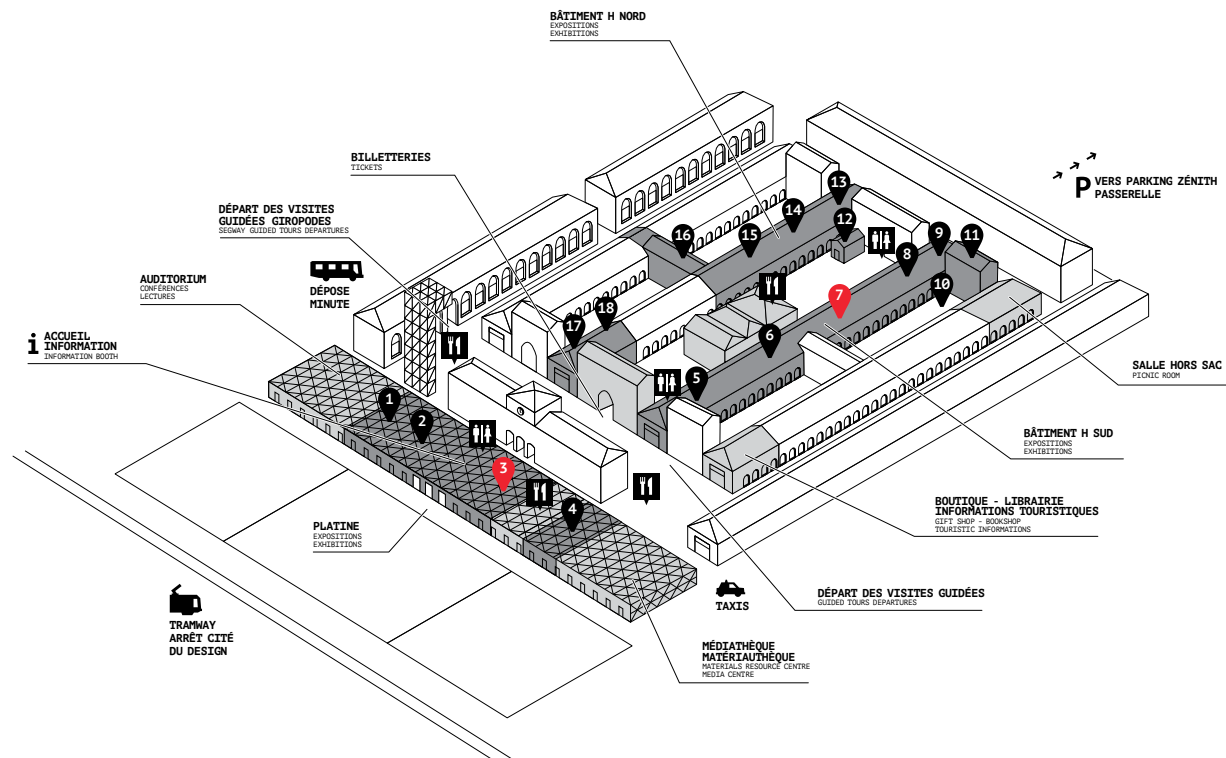 BÂTIMENT H NORD
EXPOSITIONS
EXHIBITIONS
BILLETTERIES
TICKETS
DÉPART DES VISITES
GUIDÉES GIROPODES
SEGWAY GUIDED TOURS DEPARTURES
DÉPOSE
MINUTE
AUDITORIUM
CONFÉRENCES
LECTURES
i ACCUEIL
INFORMATION
INFORMATION BOOTH
P VERS PARKING ZÉNITH
PASSERELLE
13
14
12
15
16
9
11
8
10
7
18
17
6
5
1
2
3
4
SALLE HORS SAC
PICNIC ROOM
BÂTIMENT H SUD
EXPOSITIONS
EXHIBITIONS
BOUTIQUE - LIBRAIRIE
INFORMATIONS TOURISTIQUES
GIFT SHOP - BOOKSHOP
TOURISTIC INFORMATIONS
PLATINE
EXPOSITIONS
EXHIBITIONS
DÉPART DES VISITES GUIDÉES
GUIDED TOURS DEPARTURES
TAXIS
TRAMWAY
ARRÊT CITÉ
DU DESIGN
MÉDIATHÈQUE
MATÉRIAUTHÈQUE
MATERIALS RESOURCE CENTRE
MEDIA CENTRE